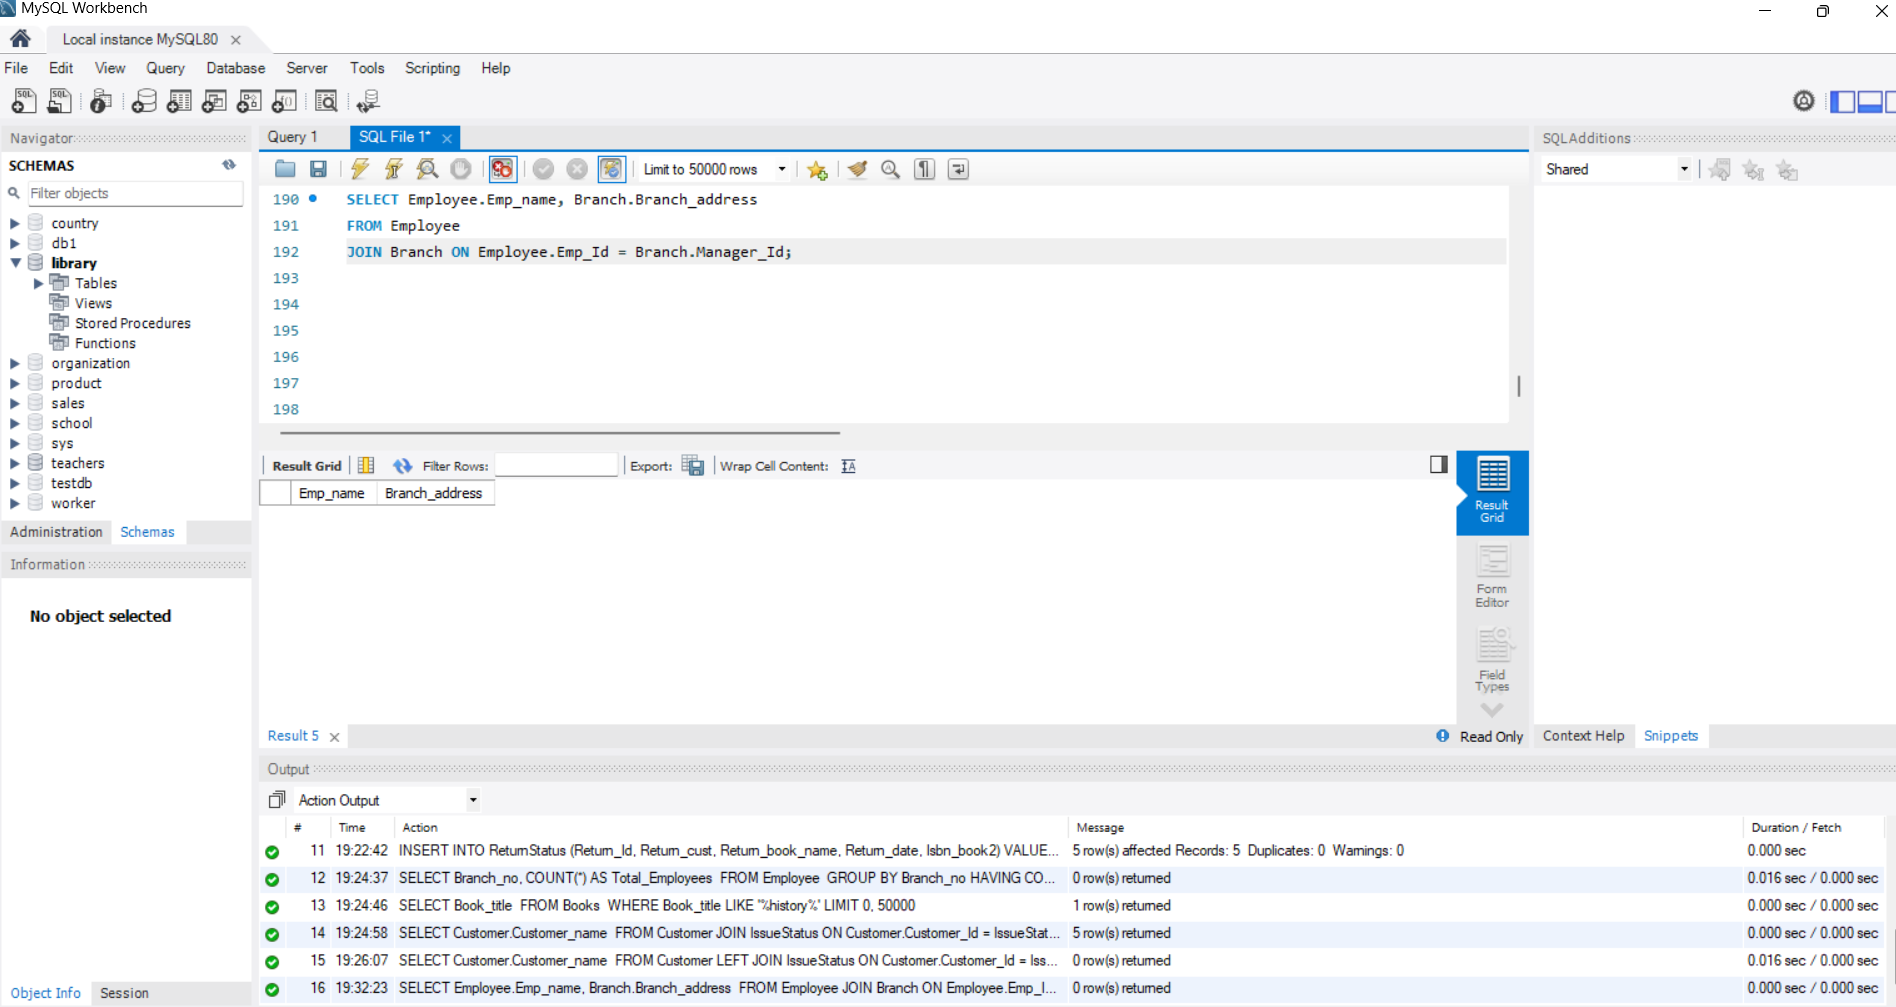 MySQL Workbench
Local instance MySQL80
File Edit View Query Database Server Tools Scripting Help
Navigator
SCHEMAS
Filter objects
country
db1
library
Tables
Views
Stored Procedures
Functions
organization
product
sales
school
sys
teachers
testdb
worker
Administration Schemas
Information
No object selected
Object Info Session
Query 1 SQL File 1*
Limit to 50000 rows
190 SELECT Employee.Emp_name, Branch.Branch_address
191 FROM Employee
192 JOIN Branch ON Employee.Emp_Id = Branch.Manager_Id;
193
194
195
196
197
198
Result Grid Filter Rows: Export: Wrap Cell Content:
Emp_name Branch_address
Result Grid
Form Editor
Field Types
Result 5 Read Only
SQLAdditions
Shared
Context Help Snippets
Output
Action Output
# Time Action Message Duration / Fetch
11 19:22:42 INSERT INTO ReturnStatus (Return_Id, Return_cust, Return_book_name, Return_date, Isbn_book2) VALUE... 5 row(s) affected Records: 5 Duplicates: 0 Warnings: 0 0.000 sec
12 19:24:37 SELECT Branch_no, COUNT(*) AS Total_Employees FROM Employee GROUP BY Branch_no HAVING CO... 0 row(s) returned 0.016 sec / 0.000 sec
13 19:24:46 SELECT Book_title FROM Books WHERE Book_title LIKE '%history%' LIMIT 0, 50000 1 row(s) returned 0.000 sec / 0.000 sec
14 19:24:58 SELECT Customer.Customer_name FROM Customer JOIN IssueStatus ON Customer.Customer_Id = IssueStat... 5 row(s) returned 0.000 sec / 0.000 sec
15 19:26:07 SELECT Customer.Customer_name FROM Customer LEFT JOIN IssueStatus ON Customer.Customer_Id = Iss... 0 row(s) returned 0.016 sec / 0.000 sec
16 19:32:23 SELECT Employee.Emp_name, Branch.Branch_address FROM Employee JOIN Branch ON Employee.Emp_I... 0 row(s) returned 0.000 sec / 0.000 sec